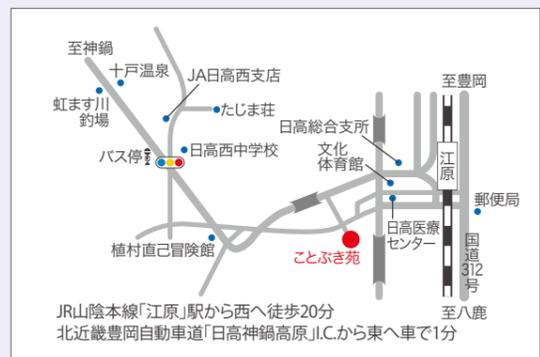 至神鍋
十戸温泉
JA日高西支店
虹ます川
釣場
たじま荘
バス停
日高西中学校
植村直己冒険館
至豊岡
日高総合支所
文化
体育館
江原
郵便局
日高医療
センター
ことぶき苑
国道
312
号
至八鹿
JR山陰本線「江原」駅から西へ徒歩20分
北近畿豊岡自動車道「日高神鍋高原」I.C.から東へ車で1分